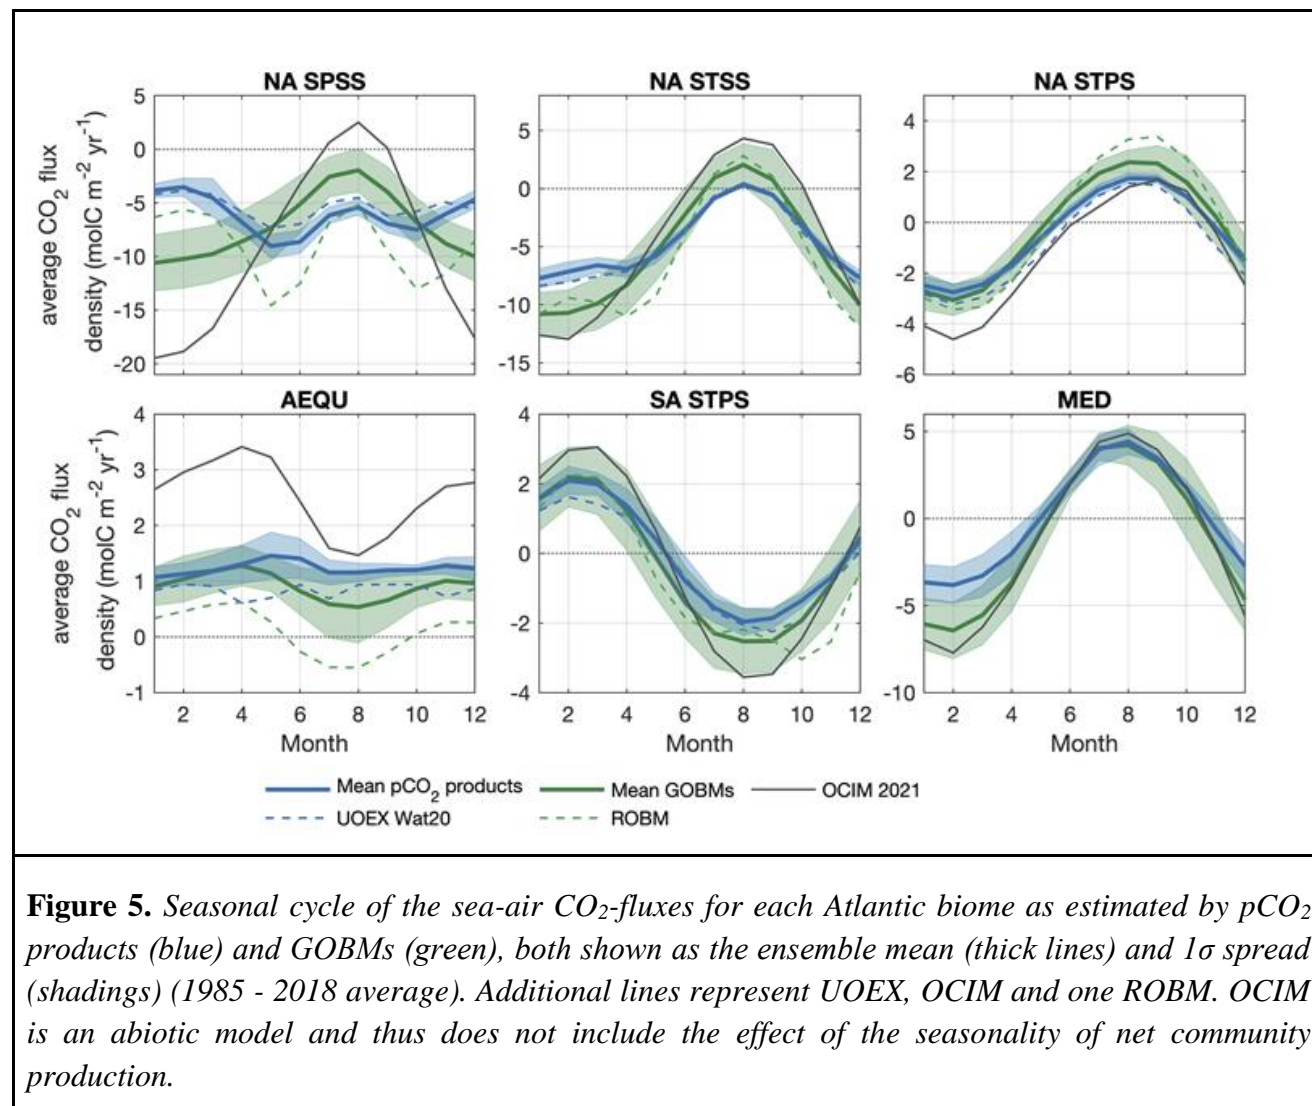 NA SPSS
NA STSS
NA STPS
average CO₂ flux
density (molC m⁻² yr⁻¹)
5
0
-5
-10
-15
-20
5
0
-5
-10
-15
4
2
0
-2
-4
-6
AEQU
SA STPS
MED
average CO₂ flux
density (molC m⁻² yr⁻¹)
4
3
2
1
0
-1
4
2
0
-2
-4
5
0
-5
-10
2 4 6 8 10 12
2 4 6 8 10 12
2 4 6 8 10 12
Month
Month
Month
Mean pCO₂ products
Mean GOBMs
OCIM 2021
UOEX Wat20
ROBM
Figure 5. Seasonal cycle of the sea-air CO₂-fluxes for each Atlantic biome as estimated by pCO₂
products (blue) and GOBMs (green), both shown as the ensemble mean (thick lines) and 1σ spread
(shadings) (1985 - 2018 average). Additional lines represent UOEX, OCIM and one ROBM. OCIM
is an abiotic model and thus does not include the effect of the seasonality of net community
production.